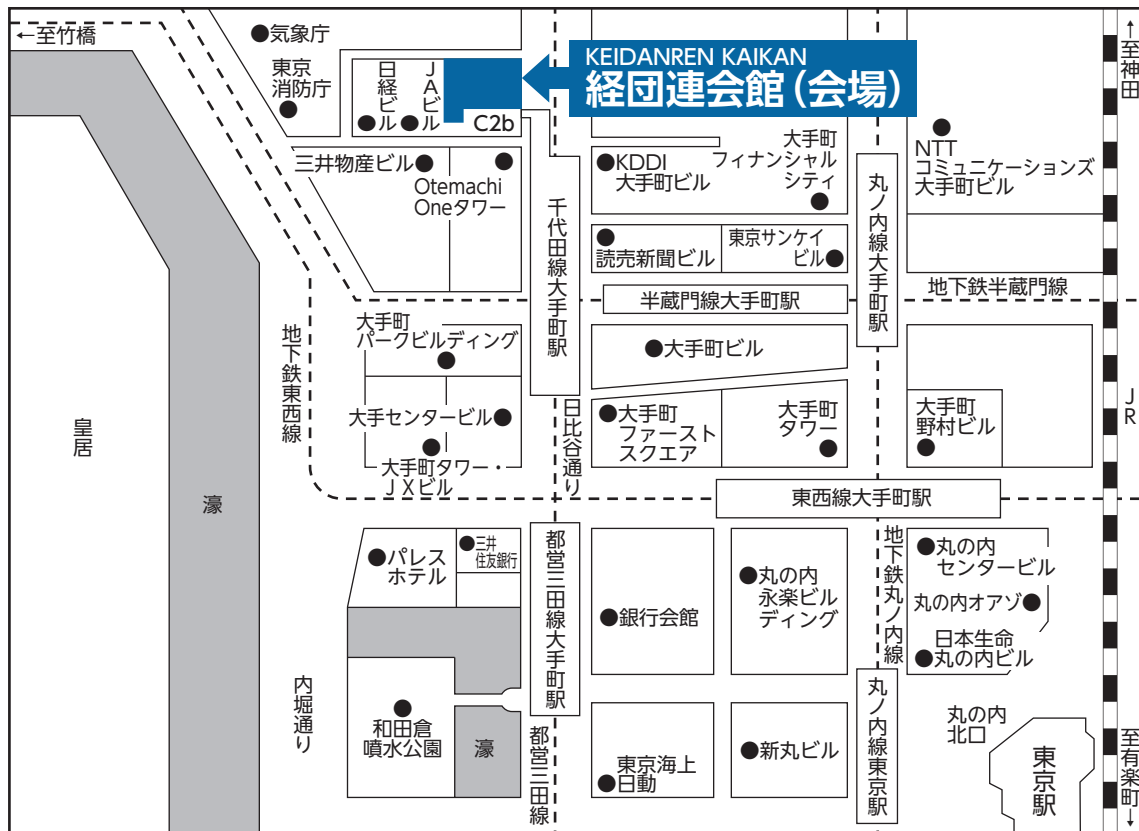 ←至竹橋
気象庁
東京
消防庁
日経ビル
JAビル
C2b
KEIDANREN KAIKAN
経団連会館(会場)
↑至神田
三井物産ビル
Otemachi
Oneタワー
千代田線大手町駅
KDDI
大手町ビル
大手町
フィナンシャル
シティ
丸ノ内線大手町駅
NTT
コミュニケーションズ
大手町ビル
読売新聞ビル
東京サンケイ
ビル
半蔵門線大手町駅
地下鉄半蔵門線
地下鉄東西線
大手町
パークビルディング
大手町ビル
JR
皇居
大手センタービル
大手町タワー・
JXビル
日比谷通り
大手町
ファースト
スクエア
大手町
タワー
大手町
野村ビル
濠
東西線大手町駅
パレス
ホテル
三井
住友銀行
都営三田線大手町駅
銀行会館
丸の内
永楽ビル
ディング
地下鉄丸ノ内線
丸の内
センタービル
丸の内オアゾ
日本生命
丸の内ビル
内堀通り
和田倉
噴水公園
濠
都営三田線
東京海上
日動
新丸ビル
丸ノ内線東京駅
丸の内
北口
東京駅
至有楽町↓